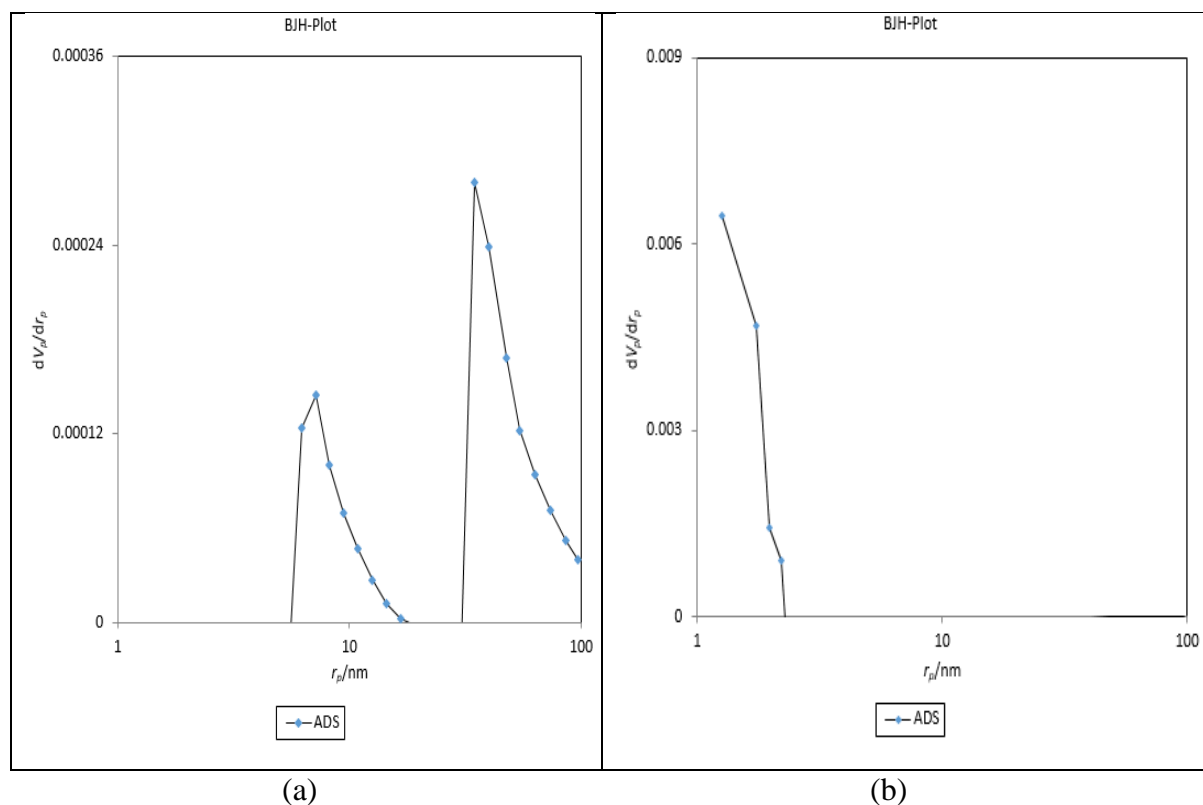 BJH-Plot
0.00036
0.00024
0.00012
0
dVp/drp
1
10
100
rp/nm
ADS
(a)
BJH-Plot
0.009
0.006
0.003
0
dVp/drp
1
10
100
rp/nm
ADS
(b)